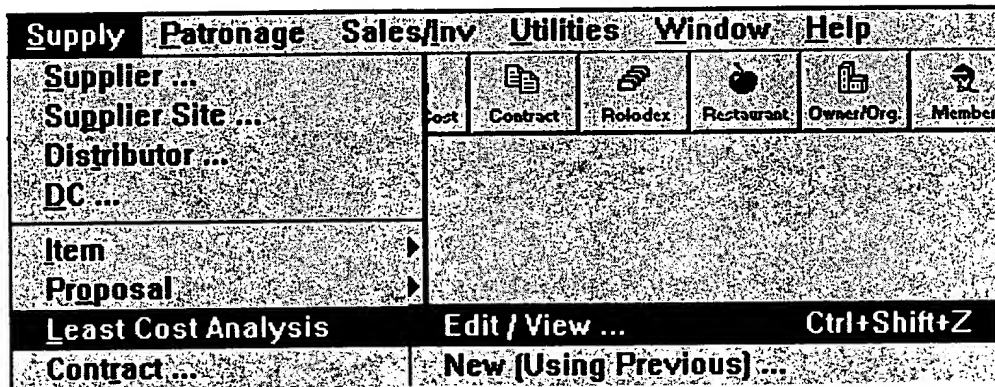 Supply Patronage Sales/Inv Utilities Window Help
Supplier ...
Supplier Site ...
Distributor ...
DC ...
Cost Contract Rolodex Restaurant Owner/Org. Member
Item
Proposal
Least Cost Analysis Edit / View ... Ctrl+Shift+Z
Contract ... New (Using Previous) ...